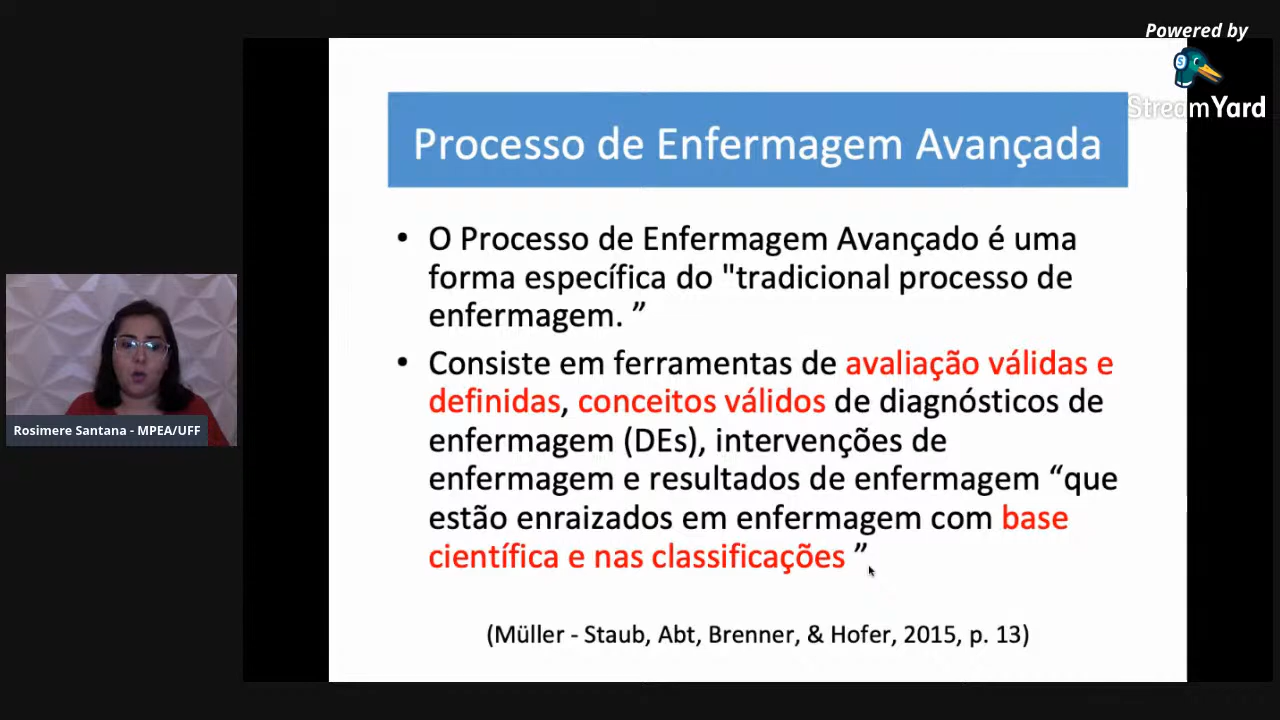 Powered by
StreamYard
Processo de Enfermagem Avançada
• O Processo de Enfermagem Avançado é uma
forma específica do "tradicional processo de
enfermagem. ”
• Consiste em ferramentas de avaliação válidas e
definidas, conceitos válidos de diagnósticos de
enfermagem (DEs), intervenções de
enfermagem e resultados de enfermagem “que
estão enraizados em enfermagem com base
científica e nas classificações ”
(Müller - Staub, Abt, Brenner, & Hofer, 2015, p. 13)
Rosimere Santana - MPEA/UFF